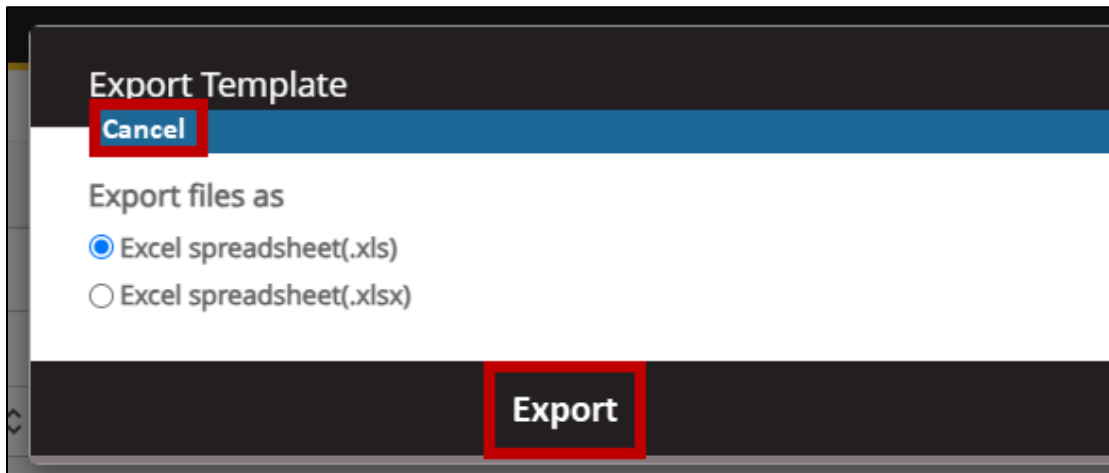 Export Template
Cancel
Export files as
Excel spreadsheet(.xls)
Excel spreadsheet(.xlsx)
Export